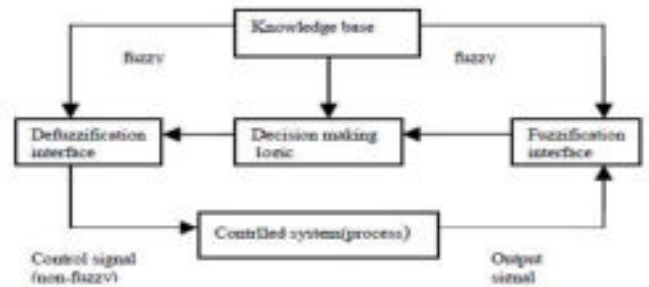 Knowledge base
fuzzy
fuzzy
Defuzzification
interface
Decision making
logic
Fuzzification
interface
Contrlled system(process)
Control signal
(non-fuzzy)
Output
signal